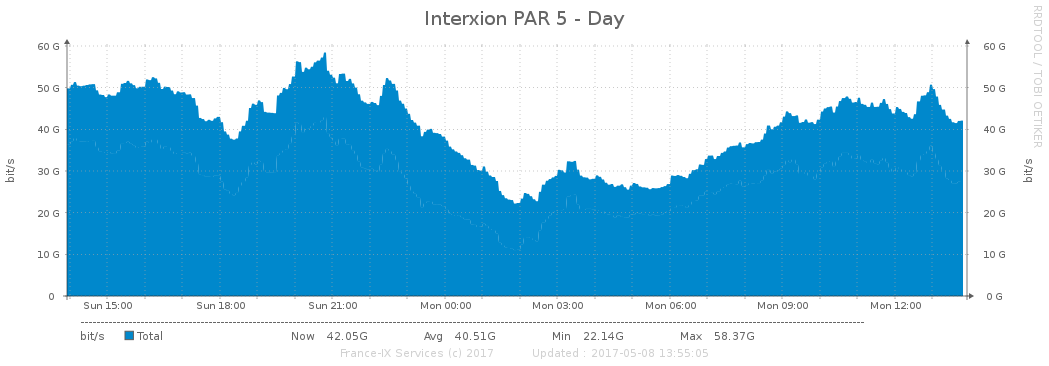 Interxion PAR 5 - Day
RRDTOOL / TOBI OETIKER
bit/s
60 G
50 G
40 G
30 G
20 G
10 G
0
60 G
50 G
40 G
30 G
20 G
10 G
0 G
bit/s
Sun 15:00 Sun 18:00 Sun 21:00 Mon 00:00 Mon 03:00 Mon 06:00 Mon 09:00 Mon 12:00
bit/s Total Now 42.05G Avg 40.51G Min 22.14G Max 58.37G
France-IX Services (c) 2017 Updated : 2017-05-08 13:55:05